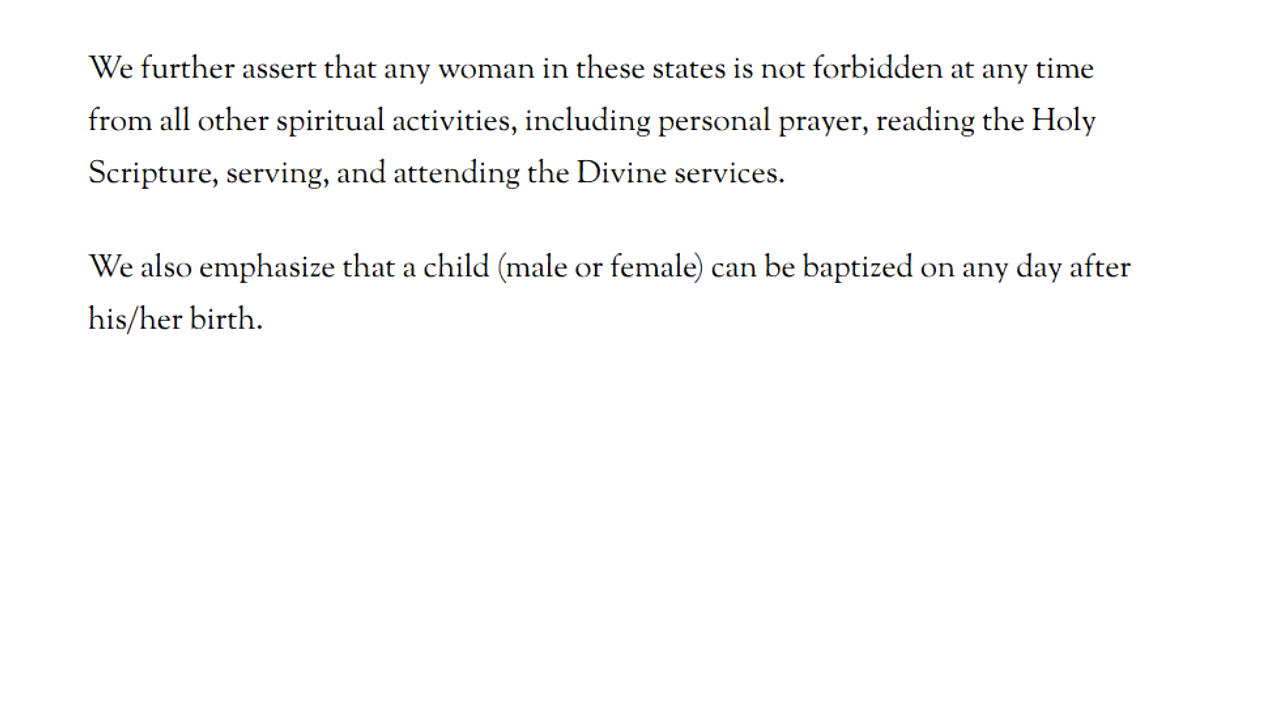 We further assert that any woman in these states is not forbidden at any time
from all other spiritual activities, including personal prayer, reading the Holy
Scripture, serving, and attending the Divine services.
We also emphasize that a child (male or female) can be baptized on any day after
his/her birth.